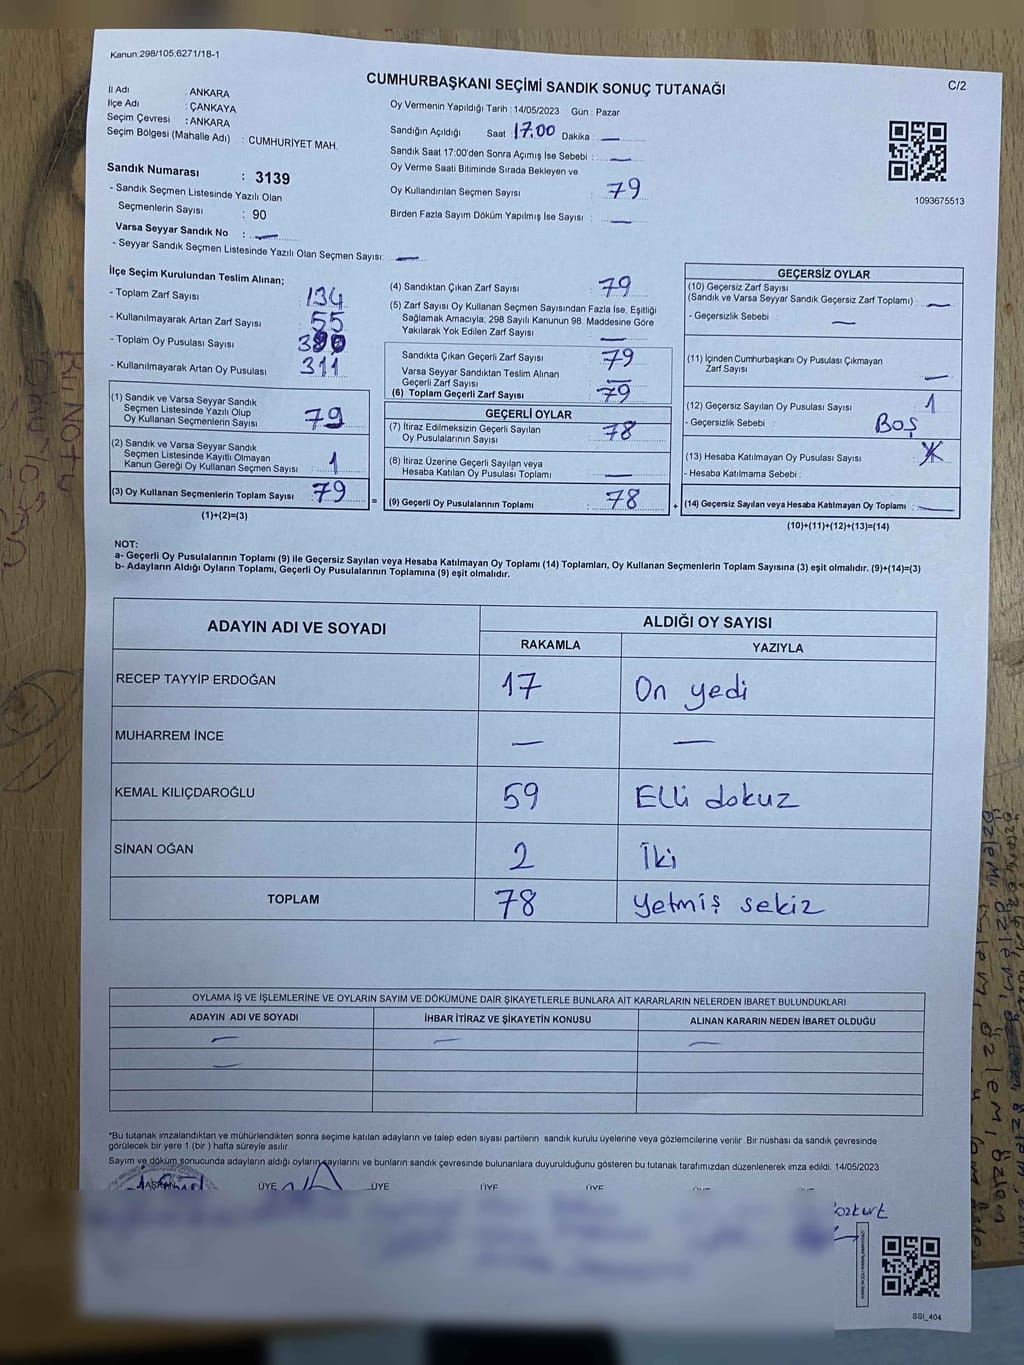 Kanun:298/105,6271/18-1
CUMHURBAŞKANI SEÇİMİ SANDIK SONUÇ TUTANAĞI
C/2
İl Adı : ANKARA
İlçe Adı : ÇANKAYA
Seçim Çevresi : ANKARA
Seçim Bölgesi (Mahalle Adı) : CUMHURİYET MAH.
Sandık Numarası : 3139
- Sandık Seçmen Listesinde Yazılı Olan
Seçmenlerin Sayısı : 90
Varsa Seyyar Sandık No : —
- Seyyar Sandık Seçmen Listesinde Yazılı Olan Seçmen Sayısı: —
Oy Vermenin Yapıldığı Tarih : 14/05/2023 Gün : Pazar
Sandığın Açıldığı Saat 17.00 Dakika : —
Sandık Saat 17:00'den Sonra Açımış İse Sebebi : —
Oy Verme Saati Bitiminde Sırada Bekleyen ve
Oy Kullandırılan Seçmen Sayısı : 79
Birden Fazla Sayım Döküm Yapılmış İse Sayısı : —
1093675513
İlçe Seçim Kurulundan Teslim Alınan;
- Toplam Zarf Sayısı 134
- Kullanılmayarak Artan Zarf Sayısı : 55
- Toplam Oy Pusulası Sayısı
- Kullanılmayarak Artan Oy Pusulası : 311
(1) Sandık ve Varsa Seyyar Sandık
Seçmen Listesinde Yazılı Olup
Oy Kullanan Seçmenlerin Sayısı : 79
(2) Sandık ve Varsa Seyyar Sandık
Seçmen Listesinde Kayıtlı Olmayan
Kanun Gereği Oy Kullanan Seçmen Sayısı : 1
(3) Oy Kullanan Seçmenlerin Toplam Sayısı : 79
(1)+(2)=(3)
=
(4) Sandıktan Çıkan Zarf Sayısı : 79
(5) Zarf Sayısı Oy Kullanan Seçmen Sayısından Fazla İse, Eşitliği
Sağlamak Amacıyla; 298 Sayılı Kanunun 98. Maddesine Göre
Yakılarak Yok Edilen Zarf Sayısı : —
Sandıkta Çıkan Geçerli Zarf Sayısı : 79
Varsa Seyyar Sandıktan Teslim Alınan
Geçerli Zarf Sayısı : —
(6) Toplam Geçerli Zarf Sayısı : 79
GEÇERLİ OYLAR
(7) İtiraz Edilmeksizin Geçerli Sayılan
Oy Pusulalarının Sayısı : 78
(8) İtiraz Üzerine Geçerli Sayılan veya
Hesaba Katılan Oy Pusulası Toplamı : —
(9) Geçerli Oy Pusulalarının Toplamı : 78
+
GEÇERSİZ OYLAR
(10) Geçersiz Zarf Sayısı
(Sandık ve Varsa Seyyar Sandık Geçersiz Zarf Toplamı) : —
- Geçersizlik Sebebi : —
(11) İçinden Cumhurbaşkanı Oy Pusulası Çıkmayan
Zarf Sayısı : —
(12) Geçersiz Sayılan Oy Pusulası Sayısı : 1
- Geçersizlik Sebebi : BOŞ
(13) Hesaba Katılmayan Oy Pusulası Sayısı :
- Hesaba Katılmama Sebebi :
(14) Geçersiz Sayılan veya Hesaba Katılmayan Oy Toplamı : —
(10)+(11)+(12)+(13)=(14)
NOT:
a- Geçerli Oy Pusulalarının Toplamı (9) ile Geçersiz Sayılan veya Hesaba Katılmayan Oy Toplamı (14) Toplamları, Oy Kullanan Seçmenlerin Toplam Sayısına (3) eşit olmalıdır. (9)+(14)=(3)
b- Adayların Aldığı Oyların Toplamı, Geçerli Oy Pusulalarının Toplamına (9) eşit olmalıdır.
ADAYIN ADI VE SOYADI
ALDIĞI OY SAYISI
RAKAMLA YAZIYLA
RECEP TAYYİP ERDOĞAN 17 On yedi
MUHARREM İNCE — —
KEMAL KILIÇDAROĞLU 59 Elli dokuz
SİNAN OĞAN 2 İki
TOPLAM 78 Yetmiş sekiz
OYLAMA İŞ VE İŞLEMLERİNE VE OYLARIN SAYIM VE DÖKÜMÜNE DAİR ŞİKAYETLERLE BUNLARA AİT KARARLARIN NELERDEN İBARET BULUNDUKLARI
ADAYIN ADI VE SOYADI İHBAR İTİRAZ VE ŞİKAYETİN KONUSU ALINAN KARARIN NEDEN İBARET OLDUĞU
— — —
—
*Bu tutanak imzalandıktan ve mühürlendikten sonra seçime katılan adayların ve talep eden siyasi partilerin sandık kurulu üyelerine veya gözlemcilerine verilir. Bir nüshası da sandık çevresinde
görülecek bir yere 1 (bir ) hafta süreyle asılır.
Sayım ve döküm sonucunda adayların aldığı oyların sayılarını ve bunların sandık çevresinde bulunanlara duyurulduğunu gösteren bu tutanak tarafımızdan düzenlenerek imza edildi. 14/05/2023
BAŞKAN ÜYE ÜYE ÜYE ÜYE
SSI_404